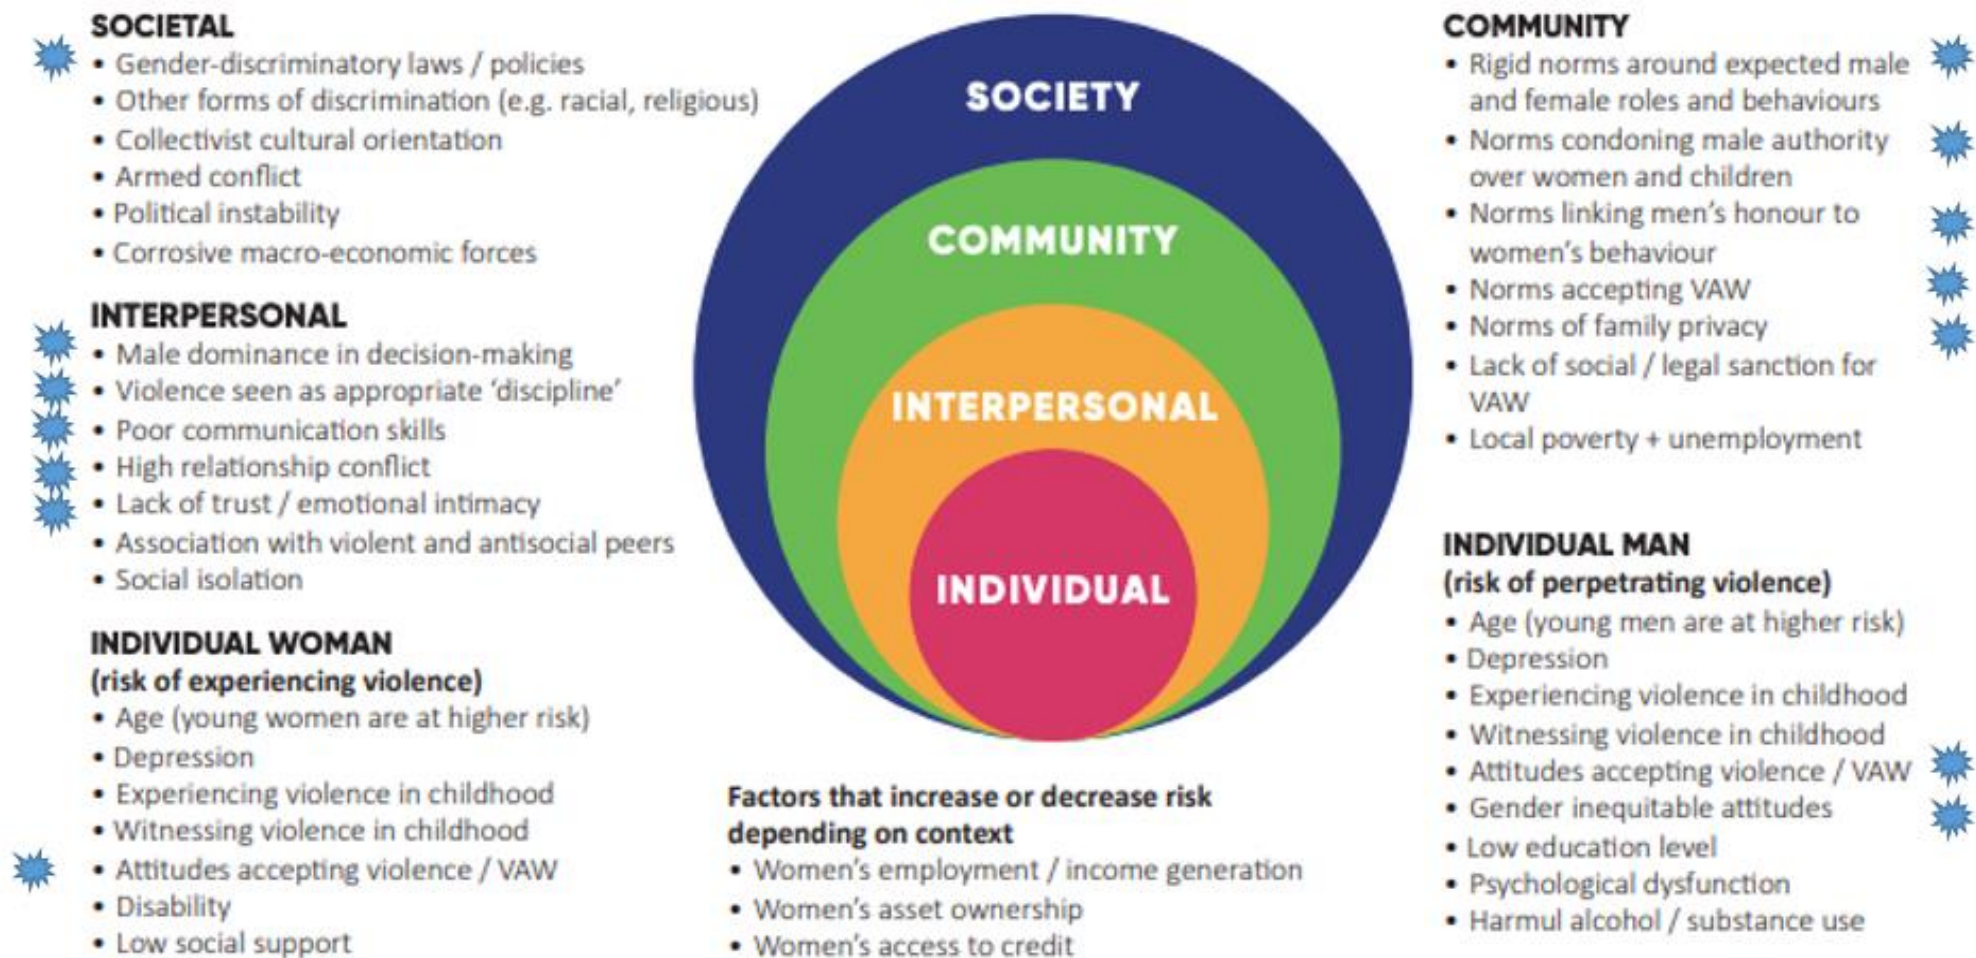 SOCIETAL
• Gender-discriminatory laws / policies
• Other forms of discrimination (e.g. racial, religious)
• Collectivist cultural orientation
• Armed conflict
• Political instability
• Corrosive macro-economic forces
INTERPERSONAL
• Male dominance in decision-making
• Violence seen as appropriate ‘discipline’
• Poor communication skills
• High relationship conflict
• Lack of trust / emotional intimacy
• Association with violent and antisocial peers
• Social isolation
INDIVIDUAL WOMAN
(risk of experiencing violence)
• Age (young women are at higher risk)
• Depression
• Experiencing violence in childhood
• Witnessing violence in childhood
• Attitudes accepting violence / VAW
• Disability
• Low social support
SOCIETY
COMMUNITY
INTERPERSONAL
INDIVIDUAL
Factors that increase or decrease risk
depending on context
• Women’s employment / income generation
• Women’s asset ownership
• Women’s access to credit
COMMUNITY
• Rigid norms around expected male
and female roles and behaviours
• Norms condoning male authority
over women and children
• Norms linking men’s honour to
women’s behaviour
• Norms accepting VAW
• Norms of family privacy
• Lack of social / legal sanction for
VAW
• Local poverty + unemployment
INDIVIDUAL MAN
(risk of perpetrating violence)
• Age (young men are at higher risk)
• Depression
• Experiencing violence in childhood
• Witnessing violence in childhood
• Attitudes accepting violence / VAW
• Gender inequitable attitudes
• Low education level
• Psychological dysfunction
• Harmul alcohol / substance use